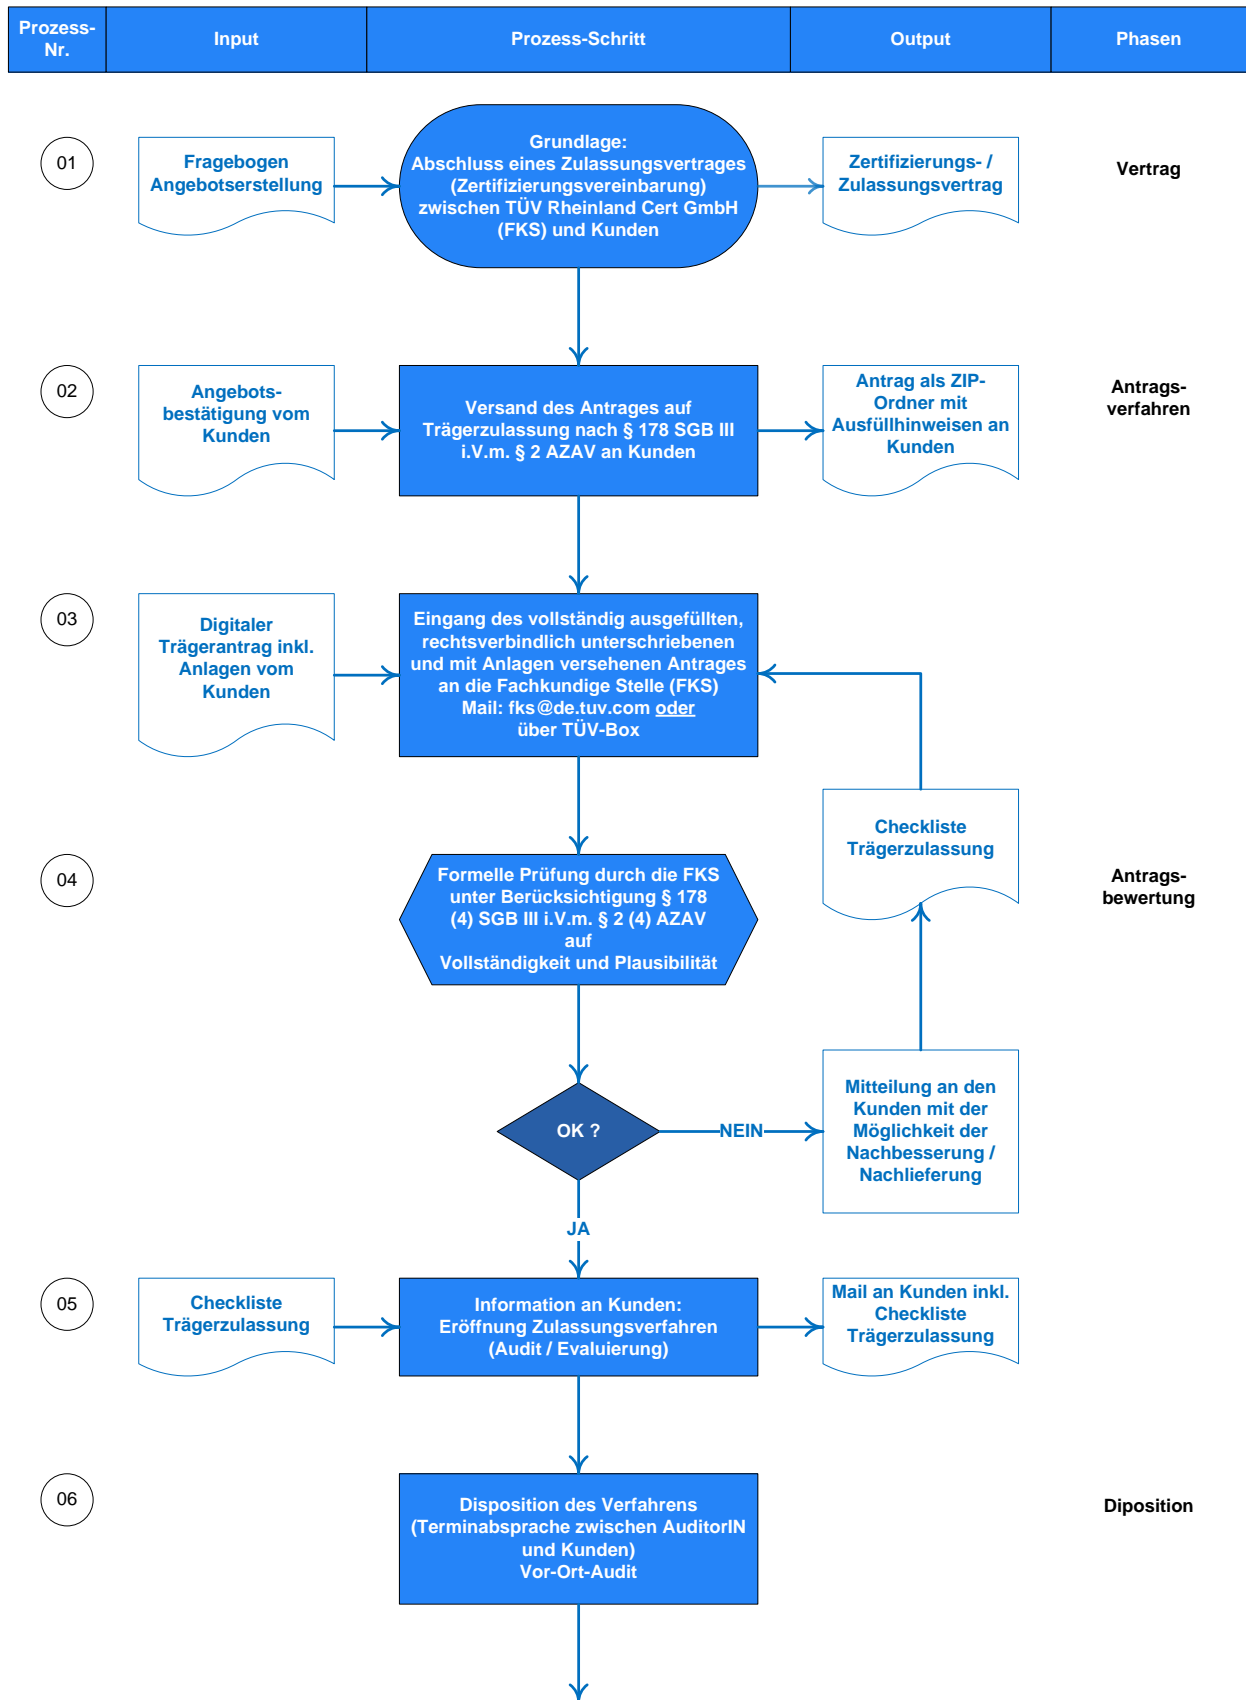 Prozess-
Nr.
Input
Prozess-Schritt
Output
Phasen
01
Fragebogen
Angebotserstellung
Grundlage:
Abschluss eines Zulassungsvertrages
(Zertifizierungsvereinbarung)
zwischen TÜV Rheinland Cert GmbH
(FKS) und Kunden
Zertifizierungs- /
Zulassungsvertrag
Vertrag
02
Angebots-
bestätigung vom
Kunden
Versand des Antrages auf
Trägerzulassung nach § 178 SGB III
i.V.m. § 2 AZAV an Kunden
Antrag als ZIP-
Ordner mit
Ausfüllhinweisen an
Kunden
Antrags-
verfahren
03
Digitaler
Trägerantrag inkl.
Anlagen vom
Kunden
Eingang des vollständig ausgefüllten,
rechtsverbindlich unterschriebenen
und mit Anlagen versehenen Antrages
an die Fachkundige Stelle (FKS)
Mail: fks@de.tuv.com oder
über TÜV-Box
Checkliste
Trägerzulassung
04
Formelle Prüfung durch die FKS
unter Berücksichtigung § 178
(4) SGB III i.V.m. § 2 (4) AZAV
auf
Vollständigkeit und Plausibilität
Antrags-
bewertung
OK ?
NEIN
Mitteilung an den
Kunden mit der
Möglichkeit der
Nachbesserung /
Nachlieferung
JA
05
Checkliste
Trägerzulassung
Information an Kunden:
Eröffnung Zulassungsverfahren
(Audit / Evaluierung)
Mail an Kunden inkl.
Checkliste
Trägerzulassung
06
Disposition des Verfahrens
(Terminabsprache zwischen AuditorIN
und Kunden)
Vor-Ort-Audit
Diposition